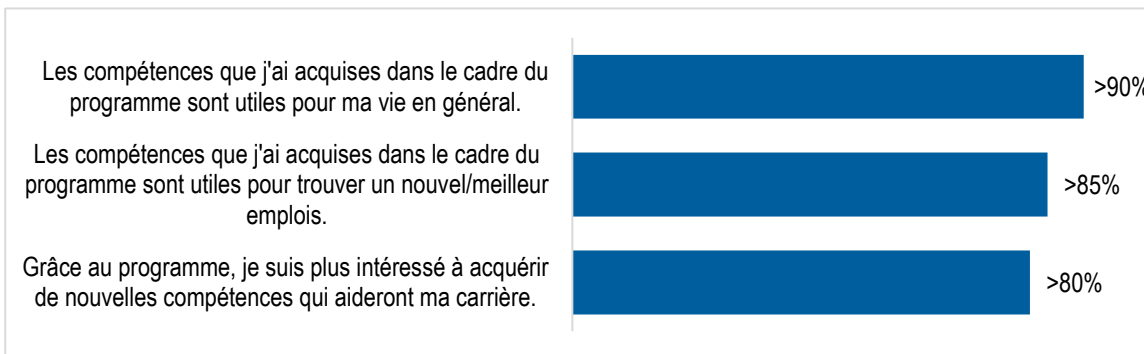 Les compétences que j'ai acquises dans le cadre du
programme sont utiles pour ma vie en général.
>90%
Les compétences que j'ai acquises dans le cadre du
programme sont utiles pour trouver un nouvel/meilleur
emplois.
>85%
Grâce au programme, je suis plus intéressé à acquérir
de nouvelles compétences qui aideront ma carrière.
>80%